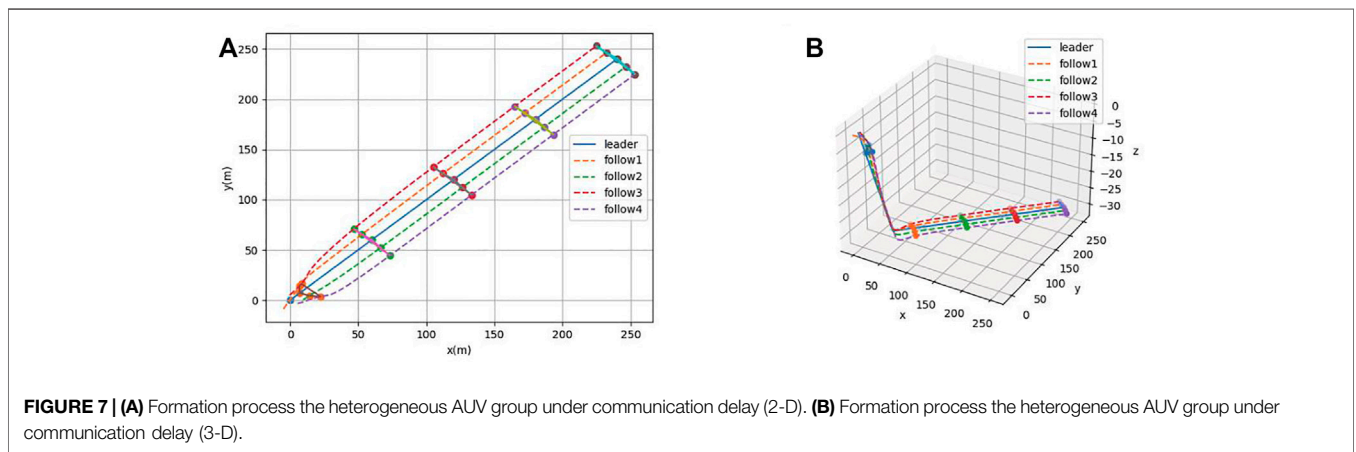 A
250
200
150
100
50
0
0
50
100
150
200
250
y(m)
x(m)
leader
follow1
follow2
follow3
follow4
B
leader
follow1
follow2
follow3
follow4
0
−5
−10
−15
−20
−25
−30
z
0
50
100
150
200
250
x
0
50
100
150
200
250
y
FIGURE 7 | (A) Formation process the heterogeneous AUV group under communication delay (2-D). (B) Formation process the heterogeneous AUV group under
communication delay (3-D).